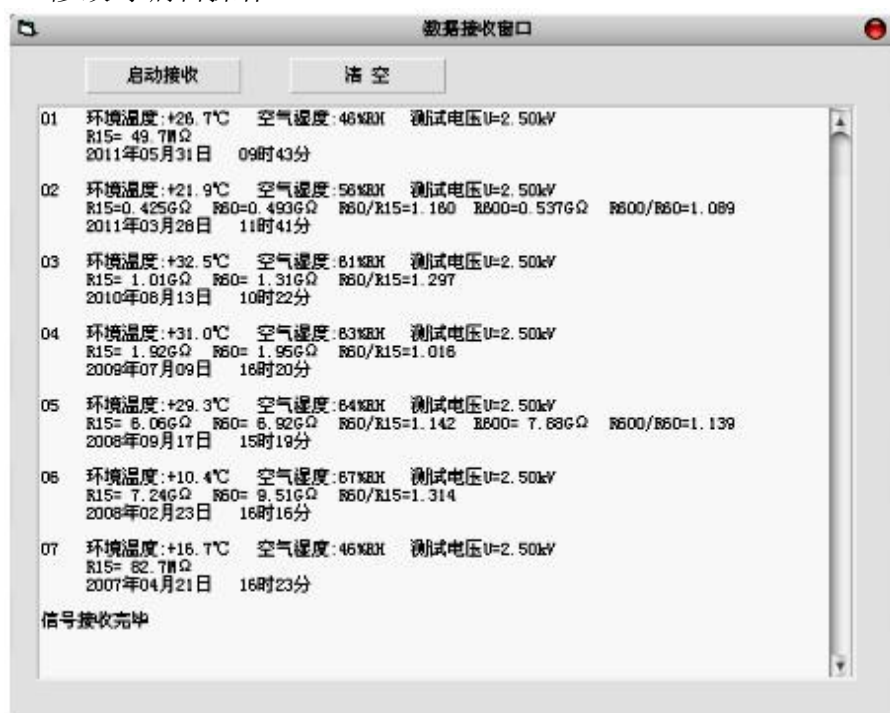 数据接收窗口
启动接收 清 空
01 环境温度:+26.7℃ 空气湿度:46%RH 测试电压U=2.50kV
R15= 49.7MΩ
2011年05月31日 09时43分
02 环境温度:+21.9℃ 空气湿度:56%RH 测试电压U=2.50kV
R15=0.425GΩ R60=0.493GΩ R60/R15=1.160 R600=0.537GΩ R600/R60=1.089
2011年03月28日 11时41分
03 环境温度:+32.5℃ 空气湿度:61%RH 测试电压U=2.50kV
R15= 1.01GΩ R60= 1.31GΩ R60/R15=1.297
2010年08月13日 10时22分
04 环境温度:+31.0℃ 空气湿度:63%RH 测试电压U=2.50kV
R15= 1.92GΩ R60= 1.95GΩ R60/R15=1.016
2009年07月09日 16时20分
05 环境温度:+29.3℃ 空气湿度:64%RH 测试电压U=2.50kV
R15= 6.06GΩ R60= 6.92GΩ R60/R15=1.142 R600= 7.88GΩ R600/R60=1.139
2008年09月17日 15时19分
06 环境温度:+10.4℃ 空气湿度:67%RH 测试电压U=2.50kV
R15= 7.24GΩ R60= 9.51GΩ R60/R15=1.314
2008年02月23日 16时16分
07 环境温度:+16.7℃ 空气湿度:46%RH 测试电压U=2.50kV
R15= 82.7MΩ
2007年04月21日 16时23分
信号接收完毕